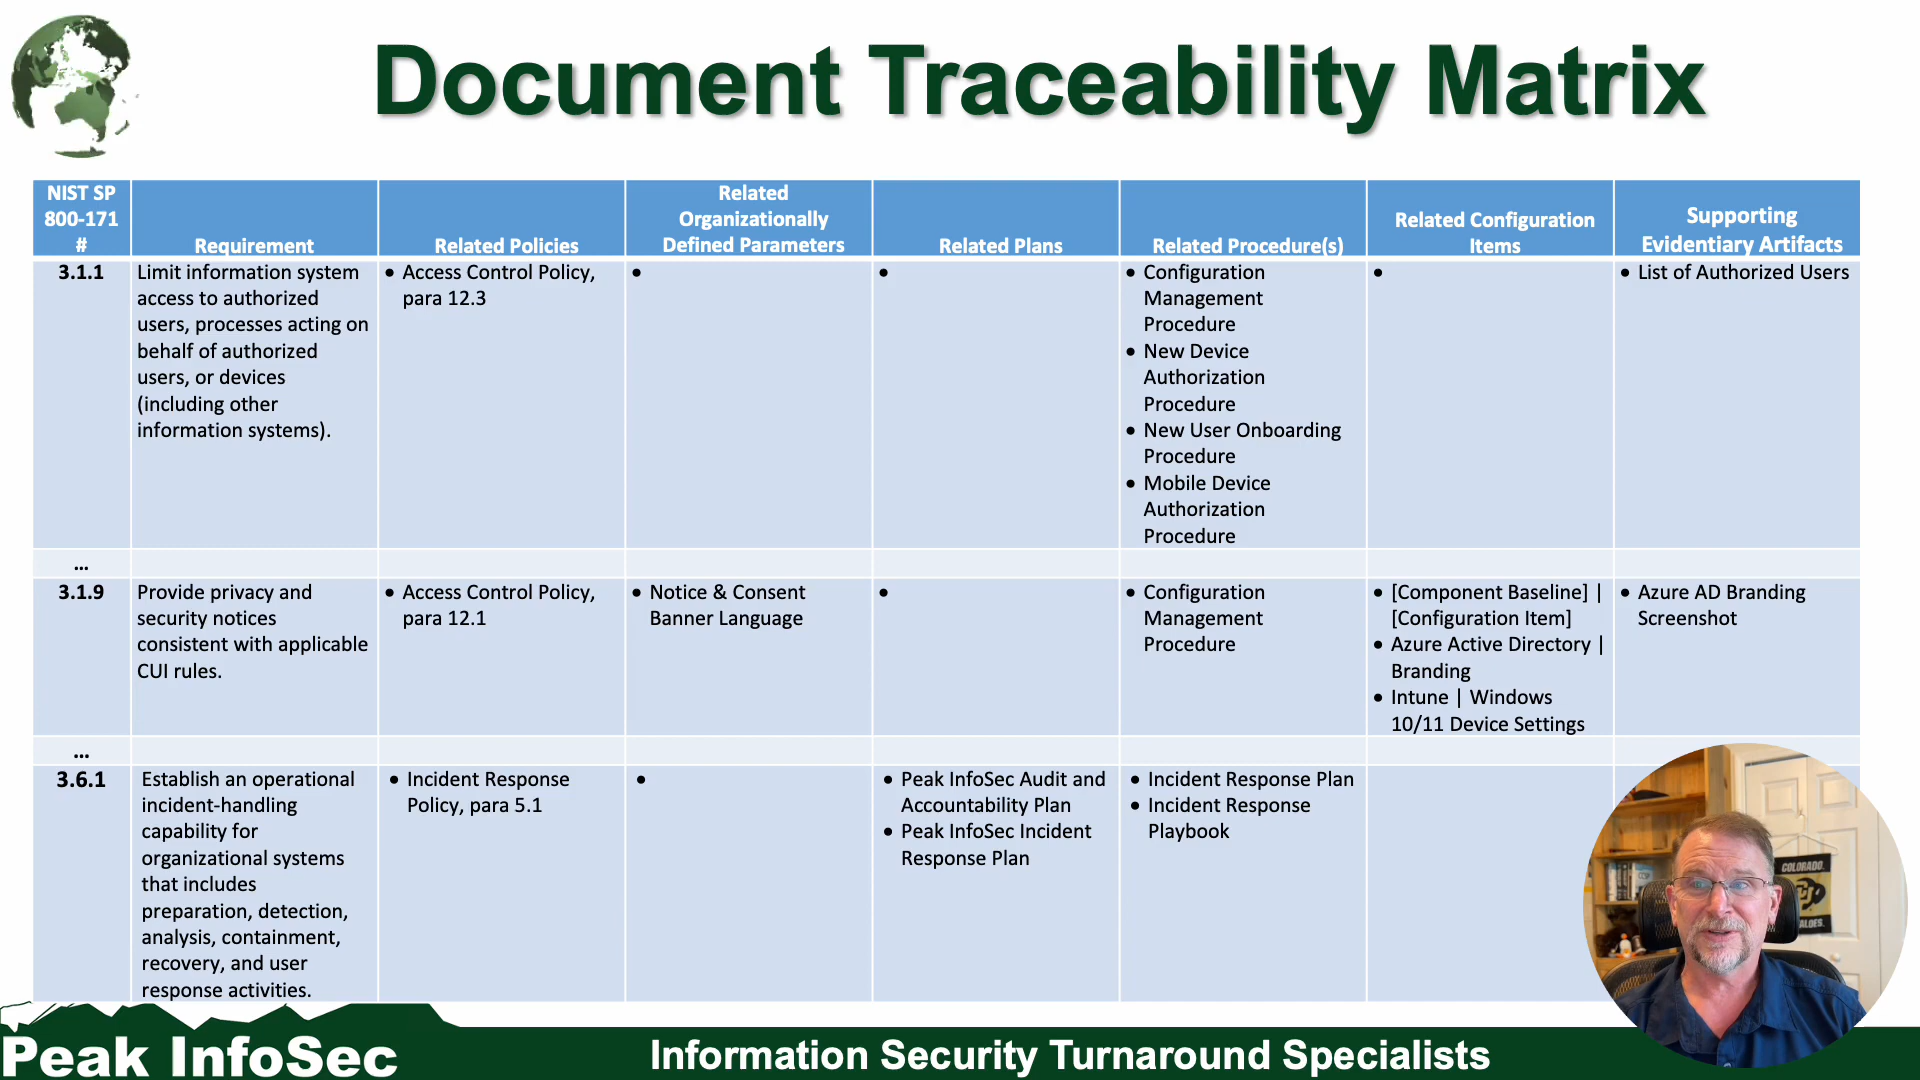 Document Traceability Matrix
NIST SP
800-171
#
Requirement
Related Policies
Related
Organizationally
Defined Parameters
Related Plans
Related Procedure(s)
Related Configuration
Items
Supporting
Evidentiary Artifacts
3.1.1
Limit information system
access to authorized
users, processes acting on
behalf of authorized
users, or devices
(including other
information systems).
• Access Control Policy,
para 12.3
•
•
• Configuration
Management
Procedure
• New Device
Authorization
Procedure
• New User Onboarding
Procedure
• Mobile Device
Authorization
Procedure
•
• List of Authorized Users
...
3.1.9
Provide privacy and
security notices
consistent with applicable
CUI rules.
• Access Control Policy,
para 12.1
• Notice & Consent
Banner Language
•
• Configuration
Management
Procedure
• [Component Baseline] |
[Configuration Item]
• Azure Active Directory |
Branding
• Intune | Windows
10/11 Device Settings
• Azure AD Branding
Screenshot
...
3.6.1
Establish an operational
incident-handling
capability for
organizational systems
that includes
preparation, detection,
analysis, containment,
recovery, and user
response activities.
• Incident Response
Policy, para 5.1
•
• Peak InfoSec Audit and
Accountability Plan
• Peak InfoSec Incident
Response Plan
• Incident Response Plan
• Incident Response
Playbook
COLORADO
Peak InfoSec
Information Security Turnaround Specialists